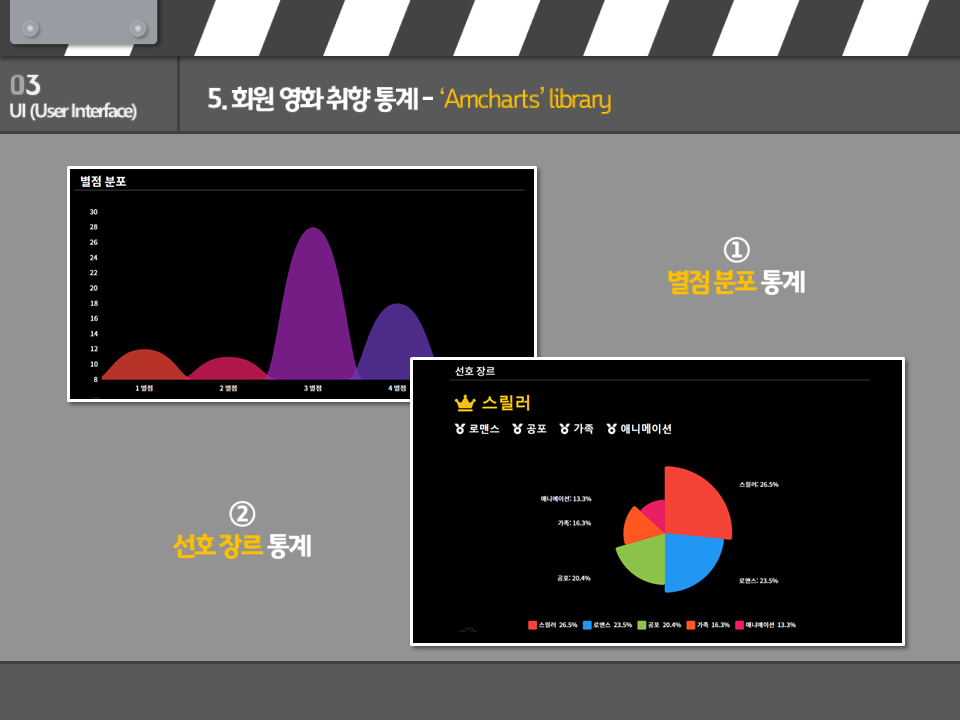 03
UI (User Interface)
5. 회원 영화 취향 통계 - ‘Amcharts’ library
별점 분포
30
28
26
24
22
20
18
16
14
12
10
8
1 별점
2 별점
3 별점
4 별점
①
별점 분포 통계
선호 장르
스릴러
로맨스 공포 가족 애니메이션
스릴러: 26.5%
애니메이션: 13.3%
가족: 16.3%
공포: 20.4%
로맨스: 23.5%
스릴러 26.5% 로맨스 23.5% 공포 20.4% 가족 16.3% 애니메이션 13.3%
②
선호 장르 통계